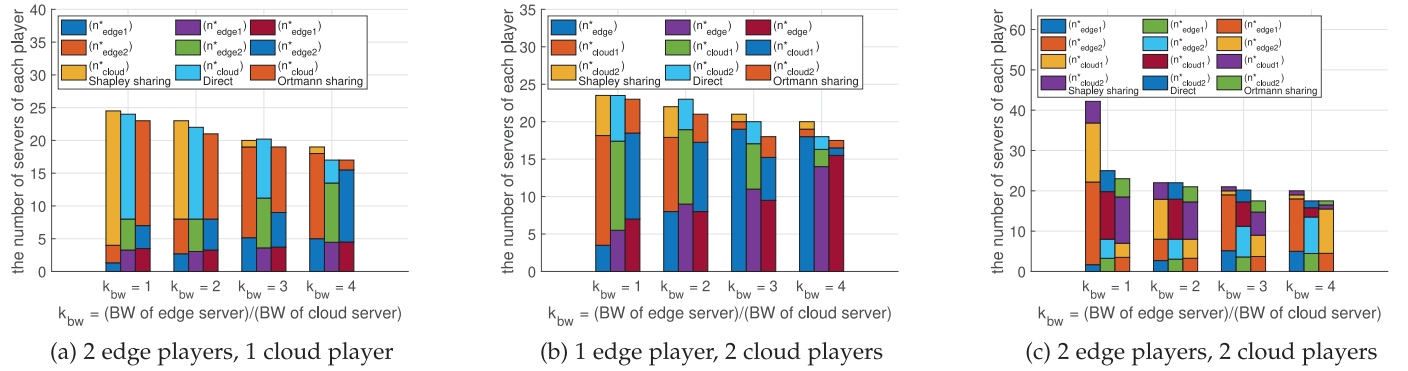 the number of servers of each player
40
35
30
25
20
15
10
5
0
(n*edge1) (n*edge1) (n*edge1)
(n*edge2) (n*edge2) (n*edge2)
(n*cloud) (n*cloud) (n*cloud)
Shapley sharing Direct Ortmann sharing
kbw = 1 kbw = 2 kbw = 3 kbw = 4
kbw = (BW of edge server)/(BW of cloud server)
(a) 2 edge players, 1 cloud player
the number of servers of each player
35
30
25
20
15
10
5
0
(n*edge) (n*edge) (n*edge)
(n*cloud1) (n*cloud1) (n*cloud1)
(n*cloud2) (n*cloud2) (n*cloud2)
Shapley sharing Direct Ortmann sharing
kbw = 1 kbw = 2 kbw = 3 kbw = 4
kbw = (BW of edge server)/(BW of cloud server)
(b) 1 edge player, 2 cloud players
the number of servers of each player
60
50
40
30
20
10
0
(n*edge1) (n*edge1) (n*edge1)
(n*edge2) (n*edge2) (n*edge2)
(n*cloud1) (n*cloud1) (n*cloud1)
(n*cloud2) (n*cloud2) (n*cloud2)
Shapley sharing Direct Ortmann sharing
kbw = 1 kbw = 2 kbw = 3 kbw = 4
kbw = (BW of edge server)/(BW of cloud server)
(c) 2 edge players, 2 cloud players